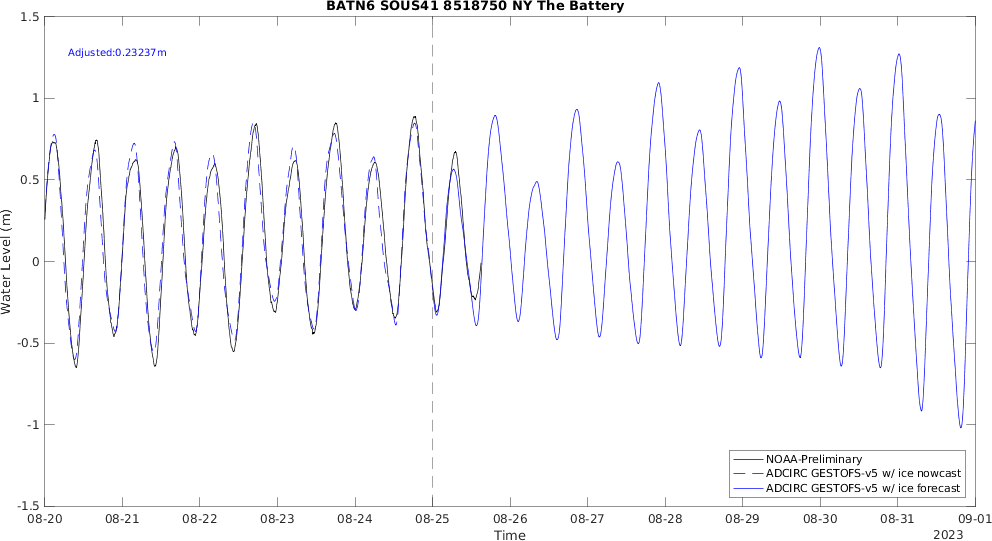 BATN6 SOUS41 8518750 NY The Battery
Adjusted:0.23237m
Water Level (m)
1.5
1
0.5
0
-0.5
-1
-1.5
08-20 08-21 08-22 08-23 08-24 08-25 08-26 08-27 08-28 08-29 08-30 08-31 09-01
Time
2023
NOAA-Preliminary
ADCIRC GESTOFS-v5 w/ ice nowcast
ADCIRC GESTOFS-v5 w/ ice forecast